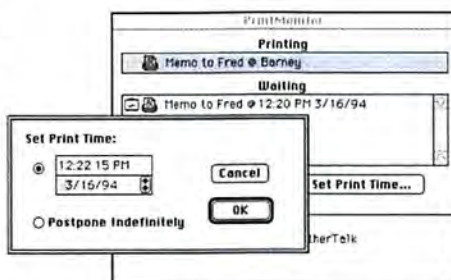 PrintMonitor
Printing
Memo to Fred @ Barney
Waiting
Memo to Fred @ 12:20 PM 3/16/94
Set Print Time:
12:22 15 PM
3/16/94
Cancel
OK
Postpone Indefinitely
Set Print Time...
therTalk